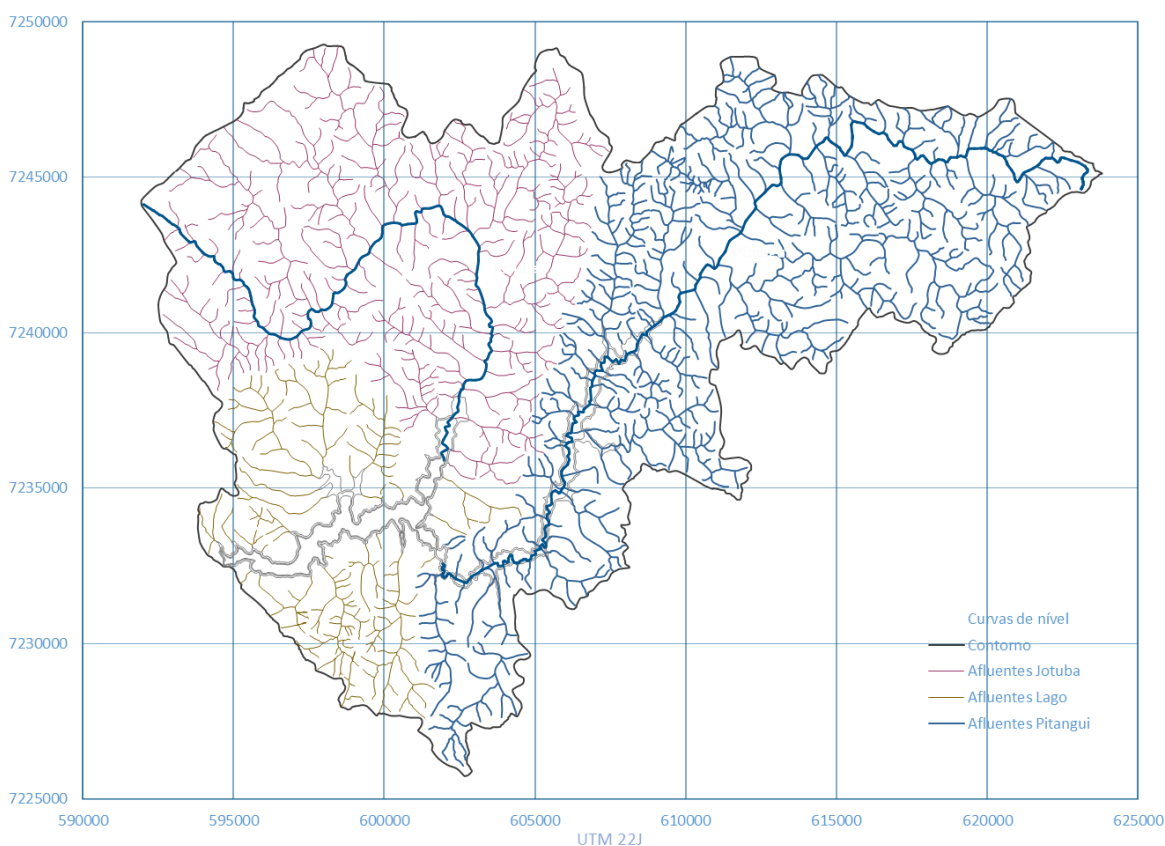 7250000
7245000
7240000
7235000
7230000
7225000
590000 595000 600000 605000 610000 615000 620000 625000
UTM 22J
Curvas de nível
Contorno
Afluentes Jotuba
Afluentes Lago
Afluentes Pitangui